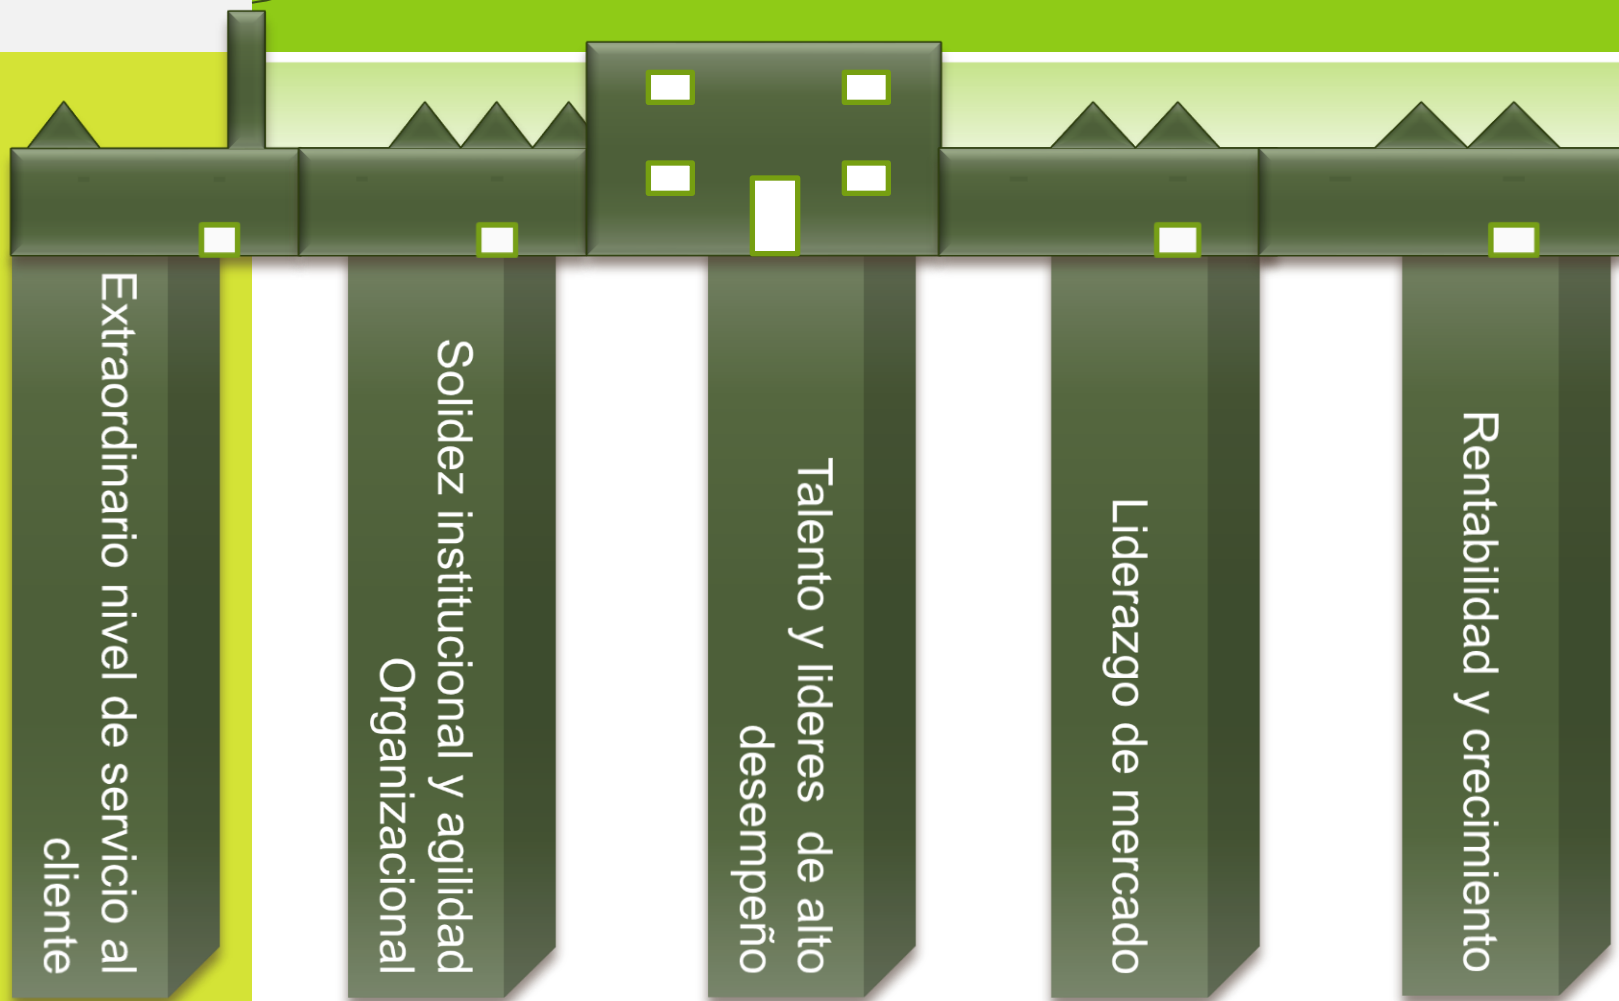 Extraordinario nivel de servicio al
cliente
Solidez institucional y agilidad
Organizacional
Talento y lideres de alto
desempeño
Liderazgo de mercado
Rentabilidad y crecimiento